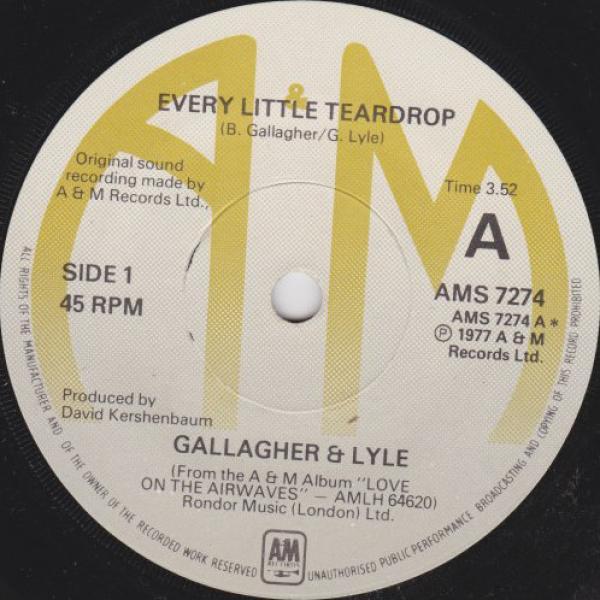 &
EVERY LITTLE TEARDROP
(B. Gallagher/G. Lyle)
Original sound
recording made by
A & M Records Ltd.,
Time 3.52
A
SIDE 1
45 RPM
AMS 7274
AMS 7274 A*
Ⓟ 1977 A & M
Records Ltd.
Produced by
David Kershenbaum
GALLAGHER & LYLE
(From the A & M Album "LOVE
ON THE AIRWAVES" — AMLH 64620)
Rondor Music (London) Ltd.
A&M
RECORDS
ALL RIGHTS OF THE MANUFACTURER AND OF THE OWNER OF THE RECORDED WORK RESERVED
UNAUTHORISED PUBLIC PERFORMANCE BROADCASTING AND COPYING OF THIS RECORD PROHIBITED